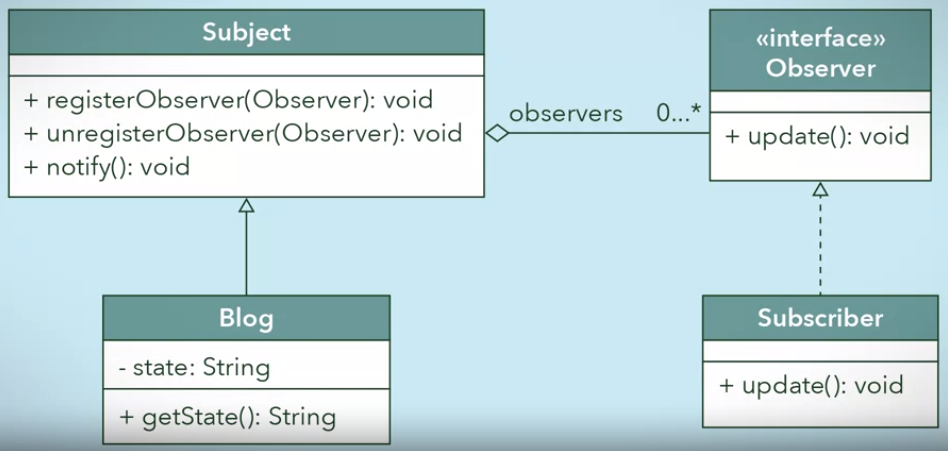 Subject
+ registerObserver(Observer): void
+ unregisterObserver(Observer): void
+ notify(): void
observers 0...*
«interface»
Observer
+ update(): void
Blog
- state: String
+ getState(): String
Subscriber
+ update(): void